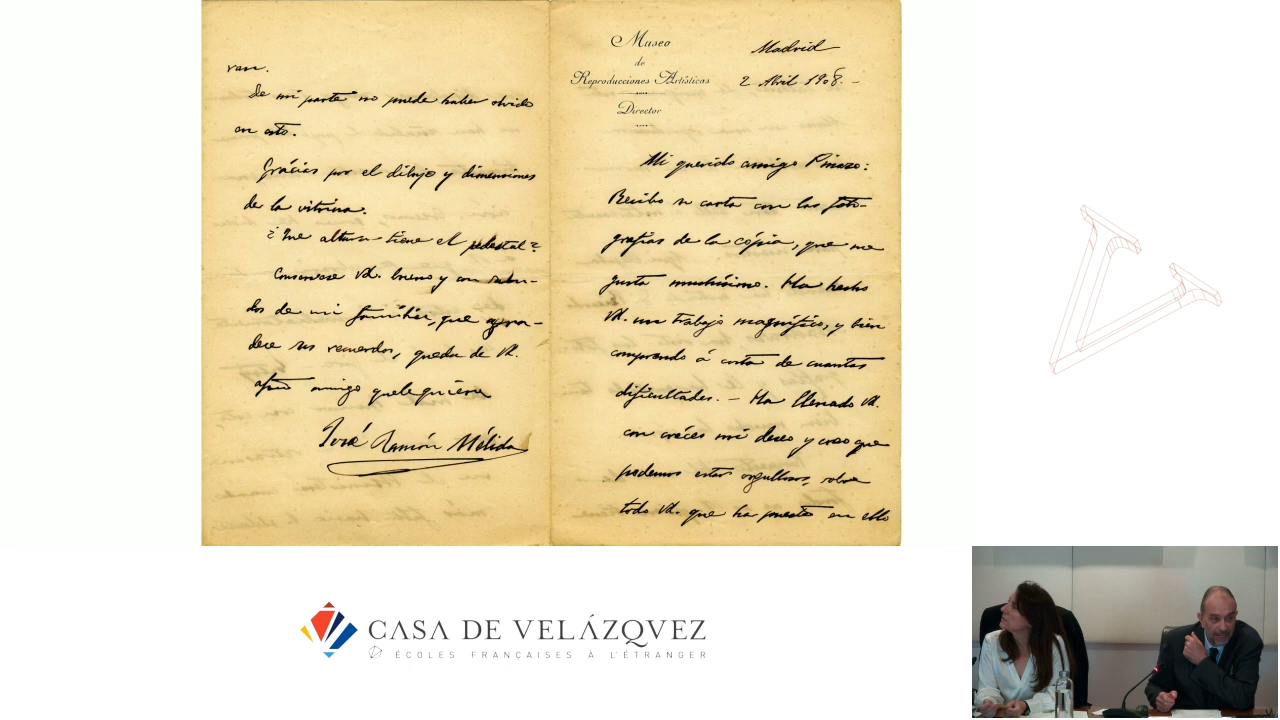 Museo
de
Reproducciones Artísticas
Director
Madrid
2 Abril 1908.-
Mi querido amigo Pinazo:
Recibo su carta con las foto-
grafías de la cópia, que me
gusta muchísimo. Ha hecho
Vd. un trabajo magnífico, y bien
comprendo á costa de cuantas
dificultades. - Ha llenado Vd.
con creces mi deseo y creo que
podemos estar orgullosos, sobre
todo Vd. que ha puesto en ello
van.
De mi parte no puede haber olvido
en esto.
Grácias por el dibujo y dimensiones
de la vitrina.
¿Que altura tiene el pedestal?
Consérvese Vd. bueno y con salu-
dos de mi família, que agra-
dece sus recuerdos, queda de Vd.
afmo amigo que le quiere
José Ramón Mélida
CASA DE VELÁZQVEZ
ÉCOLES FRANÇAISES À L'ÉTRANGER